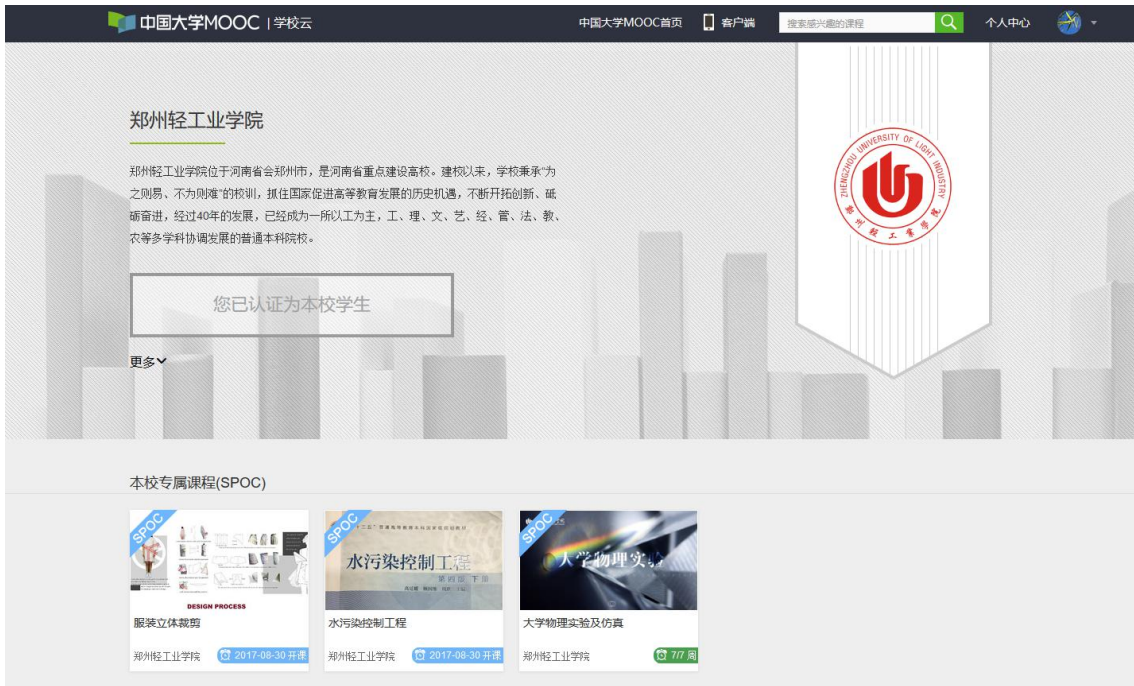 中国大学MOOC | 学校云
中国大学MOOC首页
客户端
搜索感兴趣的课程
个人中心
郑州轻工业学院
郑州轻工业学院位于河南省会郑州市，是河南省重点建设高校。建校以来，学校秉承“为
之则易、不为则难”的校训，抓住国家促进高等教育发展的历史机遇，不断开拓创新、砥
砺奋进，经过40年的发展，已经成为一所以工为主，工、理、文、艺、经、管、法、教、
农等多学科协调发展的普通本科院校。
您已认证为本校学生
更多
ZHENGZHOU UNIVERSITY OF LIGHT INDUSTRY
郑州轻工业学院
本校专属课程(SPOC)
SPOC
DESIGN PROCESS
服装立体裁剪
郑州轻工业学院
2017-08-30 开课
SPOC
水污染控制工程
第四版 下册
水污染控制工程
郑州轻工业学院
2017-08-30 开课
SPOC
大学物理实验
大学物理实验及仿真
郑州轻工业学院
7/7 周